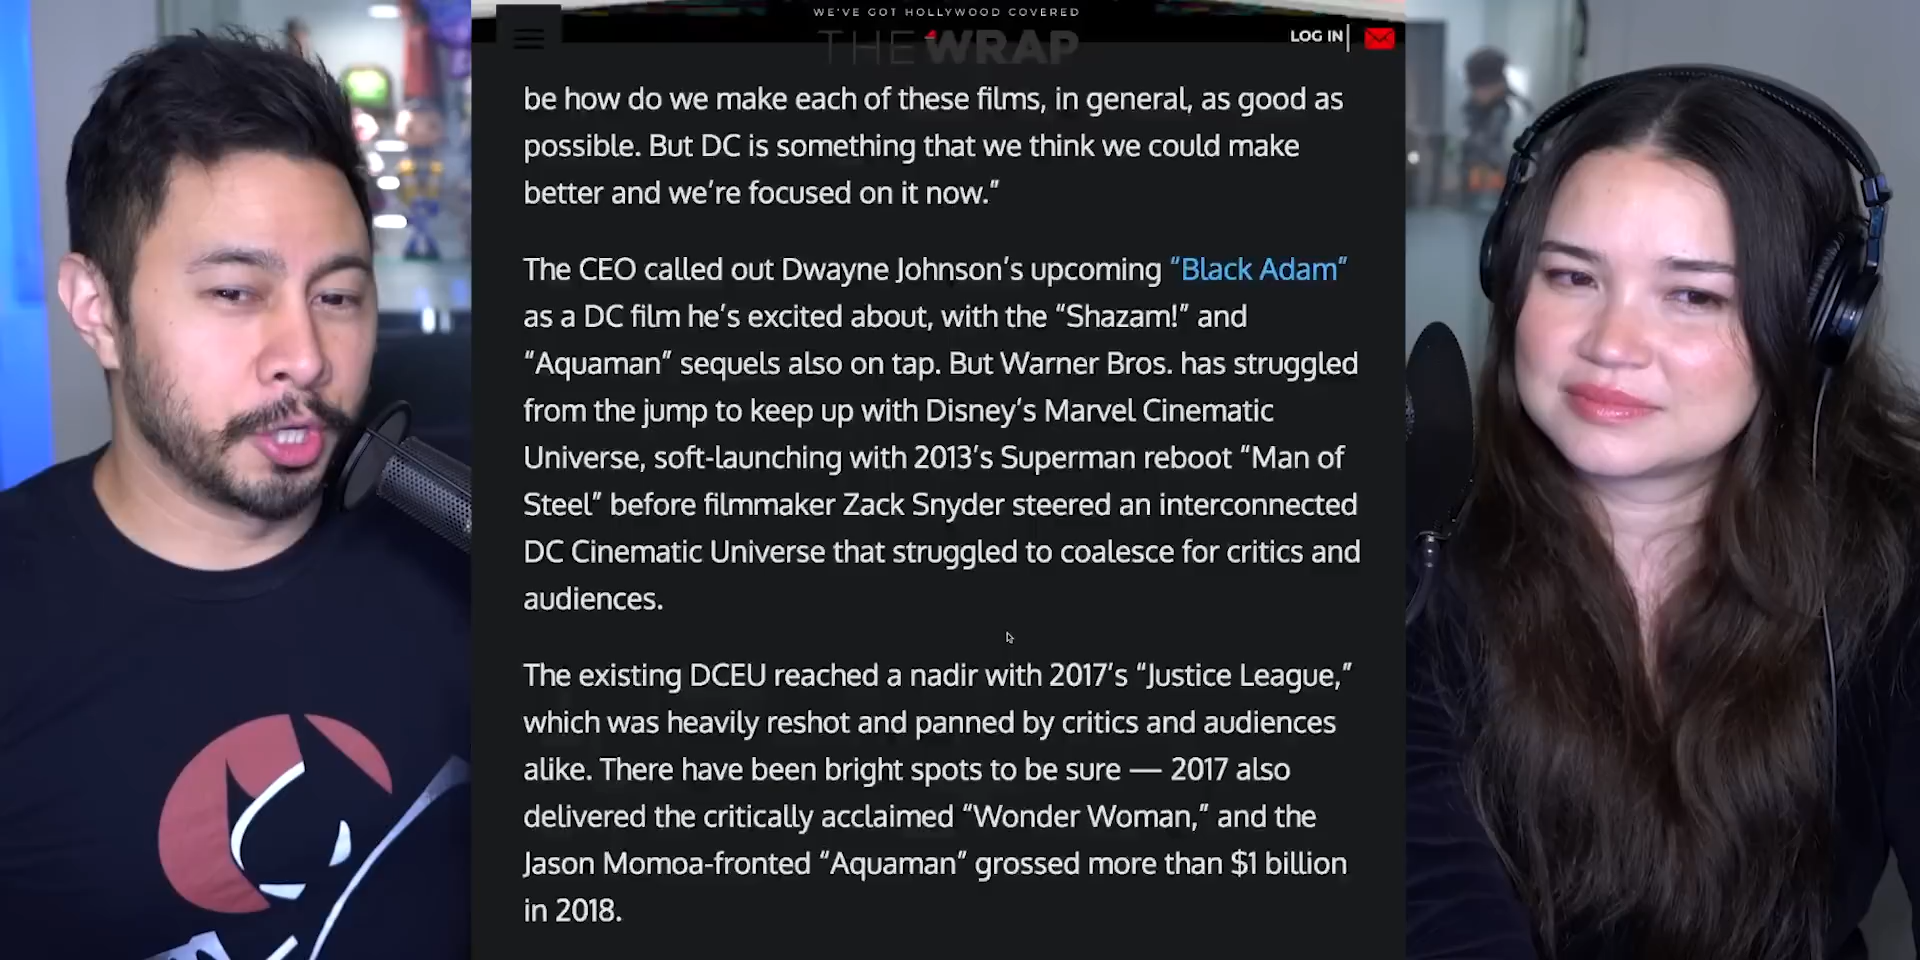 WE'VE GOT HOLLYWOOD COVERED
THE WRAP
LOG IN
be how do we make each of these films, in general, as good as
possible. But DC is something that we think we could make
better and we’re focused on it now.”
The CEO called out Dwayne Johnson’s upcoming “Black Adam”
as a DC film he’s excited about, with the “Shazam!” and
“Aquaman” sequels also on tap. But Warner Bros. has struggled
from the jump to keep up with Disney’s Marvel Cinematic
Universe, soft-launching with 2013’s Superman reboot “Man of
Steel” before filmmaker Zack Snyder steered an interconnected
DC Cinematic Universe that struggled to coalesce for critics and
audiences.
The existing DCEU reached a nadir with 2017’s “Justice League,”
which was heavily reshot and panned by critics and audiences
alike. There have been bright spots to be sure — 2017 also
delivered the critically acclaimed “Wonder Woman,” and the
Jason Momoa-fronted “Aquaman” grossed more than $1 billion
in 2018.